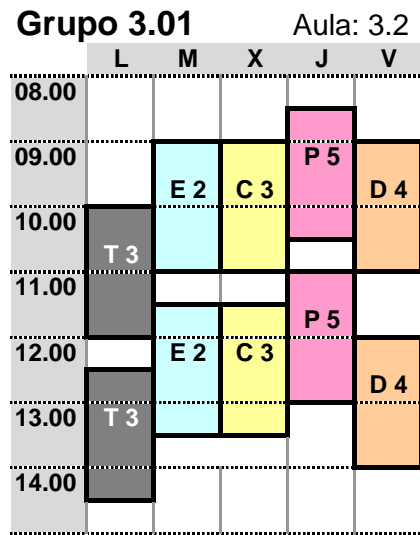 Grupo 3.01 Aula: 3.2
L M X J V
08.00
09.00
E 2 C 3 P 5 D 4
10.00
T 3
11.00
P 5
12.00
E 2 C 3
D 4
13.00
T 3
14.00